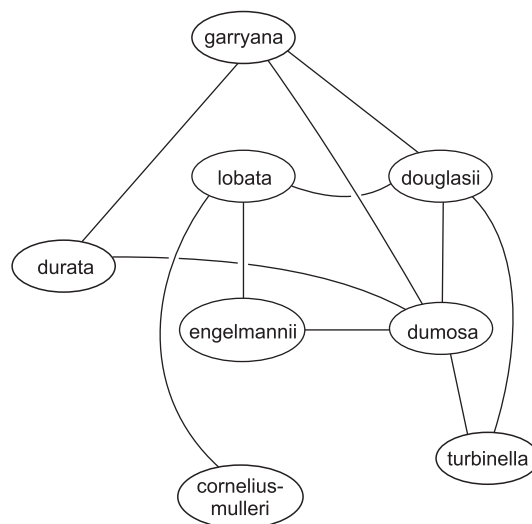 garryana
lobata
douglasii
durata
engelmannii
dumosa
turbinella
cornelius-
mulleri